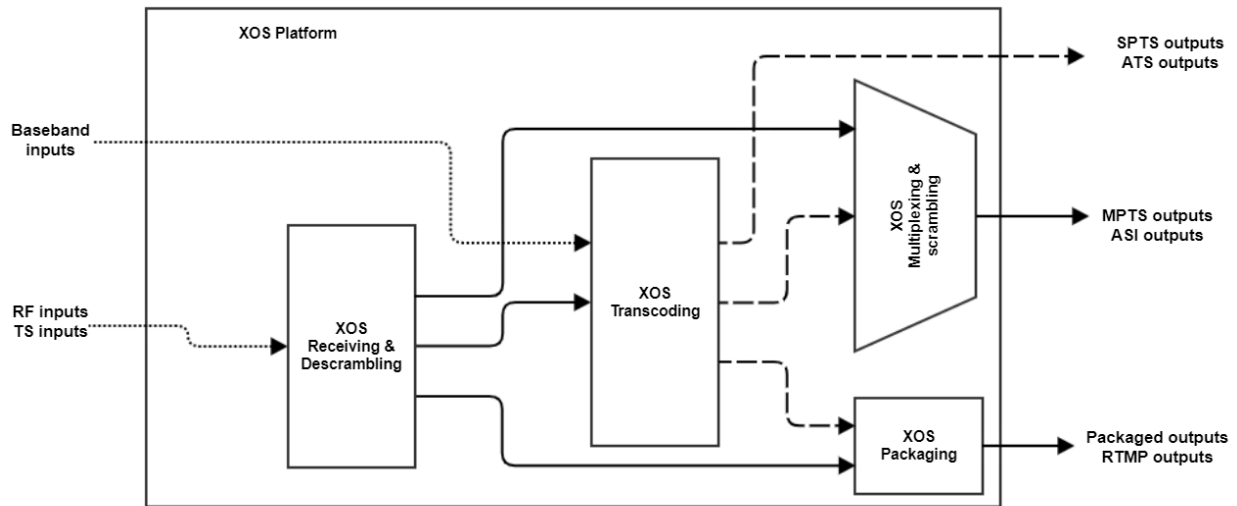 XOS Platform
SPTS outputs
ATS outputs
Baseband
inputs
XOS
Multiplexing &
scrambling
MPTS outputs
ASI outputs
XOS
Transcoding
RF inputs
TS inputs
XOS
Receiving &
Descrambling
XOS
Packaging
Packaged outputs
RTMP outputs